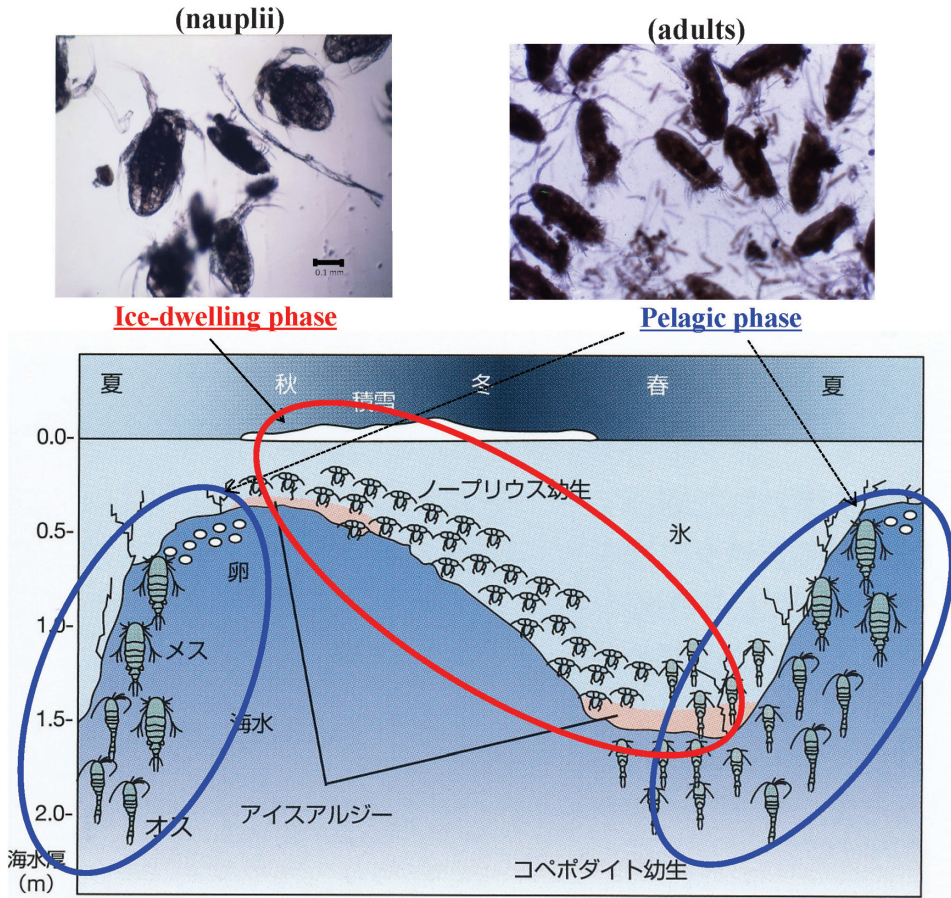 (nauplii)
(adults)
0.1 mm
Ice-dwelling phase
Pelagic phase
夏
秋
冬
春
夏
積雪
0.0-
ノープリウス幼生
0.5-
氷
卵
1.0-
メス
1.5-
海水
2.0-
オス
アイスアルジー
海水厚
(m)
コペポダイト幼生